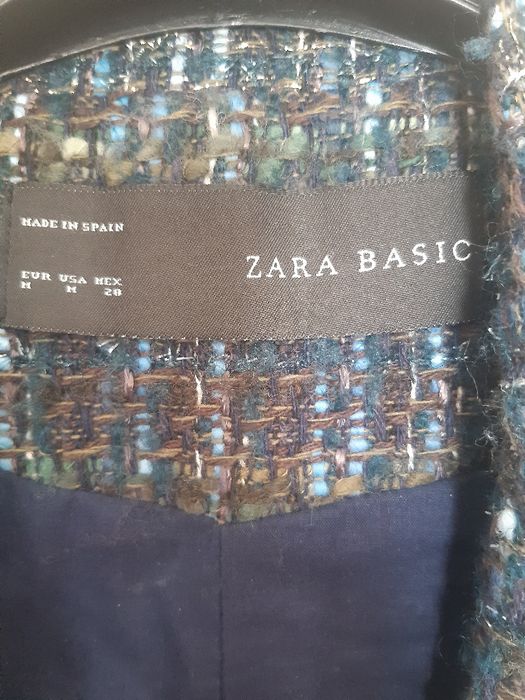 MADE IN SPAIN
ZARA BASIC
EUR USA MEX
M M 28